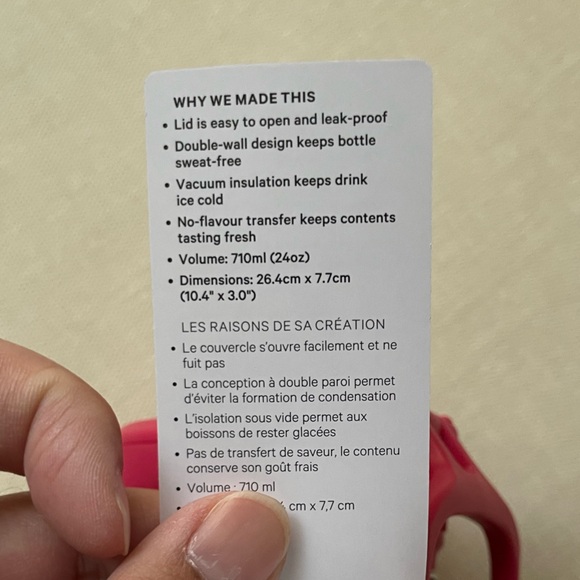 WHY WE MADE THIS
• Lid is easy to open and leak-proof
• Double-wall design keeps bottle
sweat-free
• Vacuum insulation keeps drink
ice cold
• No-flavour transfer keeps contents
tasting fresh
• Volume: 710ml (24oz)
• Dimensions: 26.4cm x 7.7cm
(10.4" x 3.0")
LES RAISONS DE SA CRÉATION
• Le couvercle s'ouvre facilement et ne
fuit pas
• La conception à double paroi permet
d'éviter la formation de condensation
• L'isolation sous vide permet aux
boissons de rester glacées
• Pas de transfert de saveur, le contenu
conserve son goût frais
• Volume : 710 ml
• cm x 7,7 cm